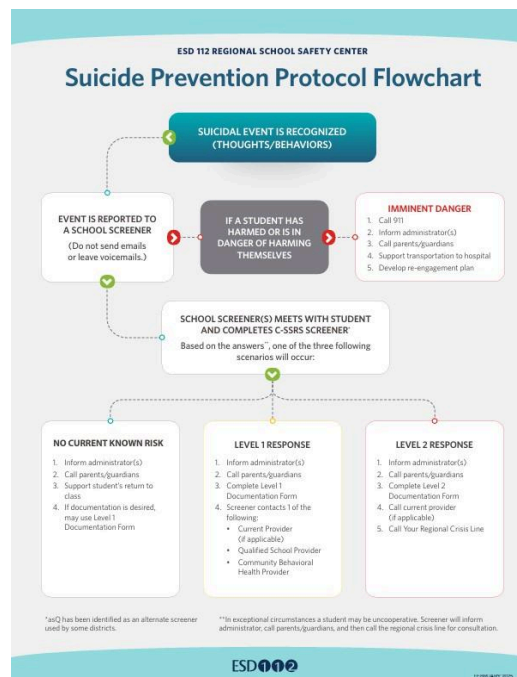 ESD 112 REGIONAL SCHOOL SAFETY CENTER
Suicide Prevention Protocol Flowchart
SUICIDAL EVENT IS RECOGNIZED
(THOUGHTS/BEHAVIORS)
EVENT IS REPORTED TO
A SCHOOL SCREENER
(Do not send emails
or leave voicemails.)
IF A STUDENT HAS
HARMED OR IS IN
DANGER OF HARMING
THEMSELVES
IMMINENT DANGER
1. Call 911
2. Inform administrator(s)
3. Call parents/guardians
4. Support transportation to hospital
5. Develop re-engagement plan
SCHOOL SCREENER(S) MEETS WITH STUDENT
AND COMPLETES C-SSRS SCREENER*
Based on the answers**, one of the three following
scenarios will occur:
NO CURRENT KNOWN RISK
1. Inform administrator(s)
2. Call parents/guardians
3. Support student's return to
class
4. If documentation is desired,
may use Level 1
Documentation Form
LEVEL 1 RESPONSE
1. Inform administrator(s)
2. Call parents/guardians
3. Complete Level 1
Documentation Form
4. Screener contacts 1 of the
following:
• Current Provider
(if applicable)
• Qualified School Provider
• Community Behavioral
Health Provider
LEVEL 2 RESPONSE
1. Inform administrator(s)
2. Call parents/guardians
3. Complete Level 2
Documentation Form
4. Call current provider
(if applicable)
5. Call Your Regional Crisis Line
*asQ has been identified as an alternate screener
used by some districts.
**In exceptional circumstances a student may be uncooperative. Screener will inform
administrator, call parents/guardians, and then call the regional crisis line for consultation.
ESD112